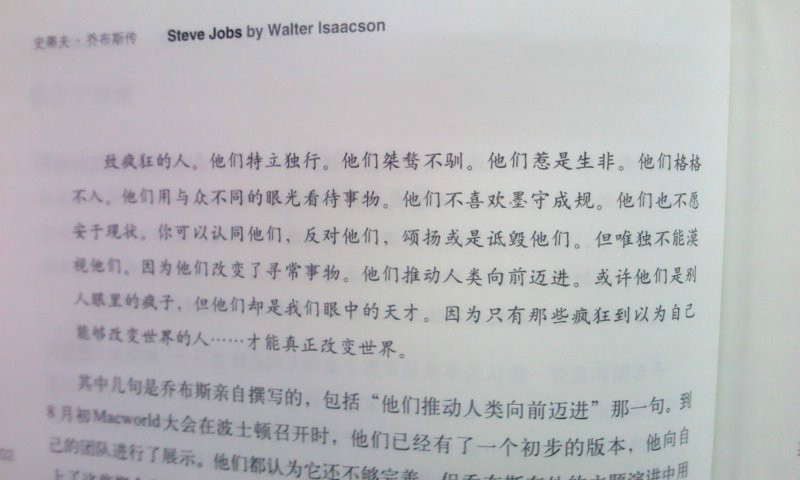 史蒂夫·乔布斯传 Steve Jobs by Walter Isaacson
致疯狂的人。他们特立独行。他们桀骜不驯。他们惹是生非。他们格格
不入。他们用与众不同的眼光看待事物。他们不喜欢墨守成规。他们也不愿
安于现状。你可以认同他们，反对他们，颂扬或是诋毁他们。但唯独不能漠
视他们。因为他们改变了寻常事物。他们推动人类向前迈进。或许他们是别
人眼里的疯子，但他们却是我们眼中的天才。因为只有那些疯狂到以为自己
能够改变世界的人……才能真正改变世界。
其中几句是乔布斯亲自撰写的，包括“他们推动人类向前迈进”那一句。到
8月初Macworld大会在波士顿召开时，他们已经有了一个初步的版本，他向自
己的团队进行了展示。他们都认为它还不够完善，但乔布斯在他的主题演讲中用